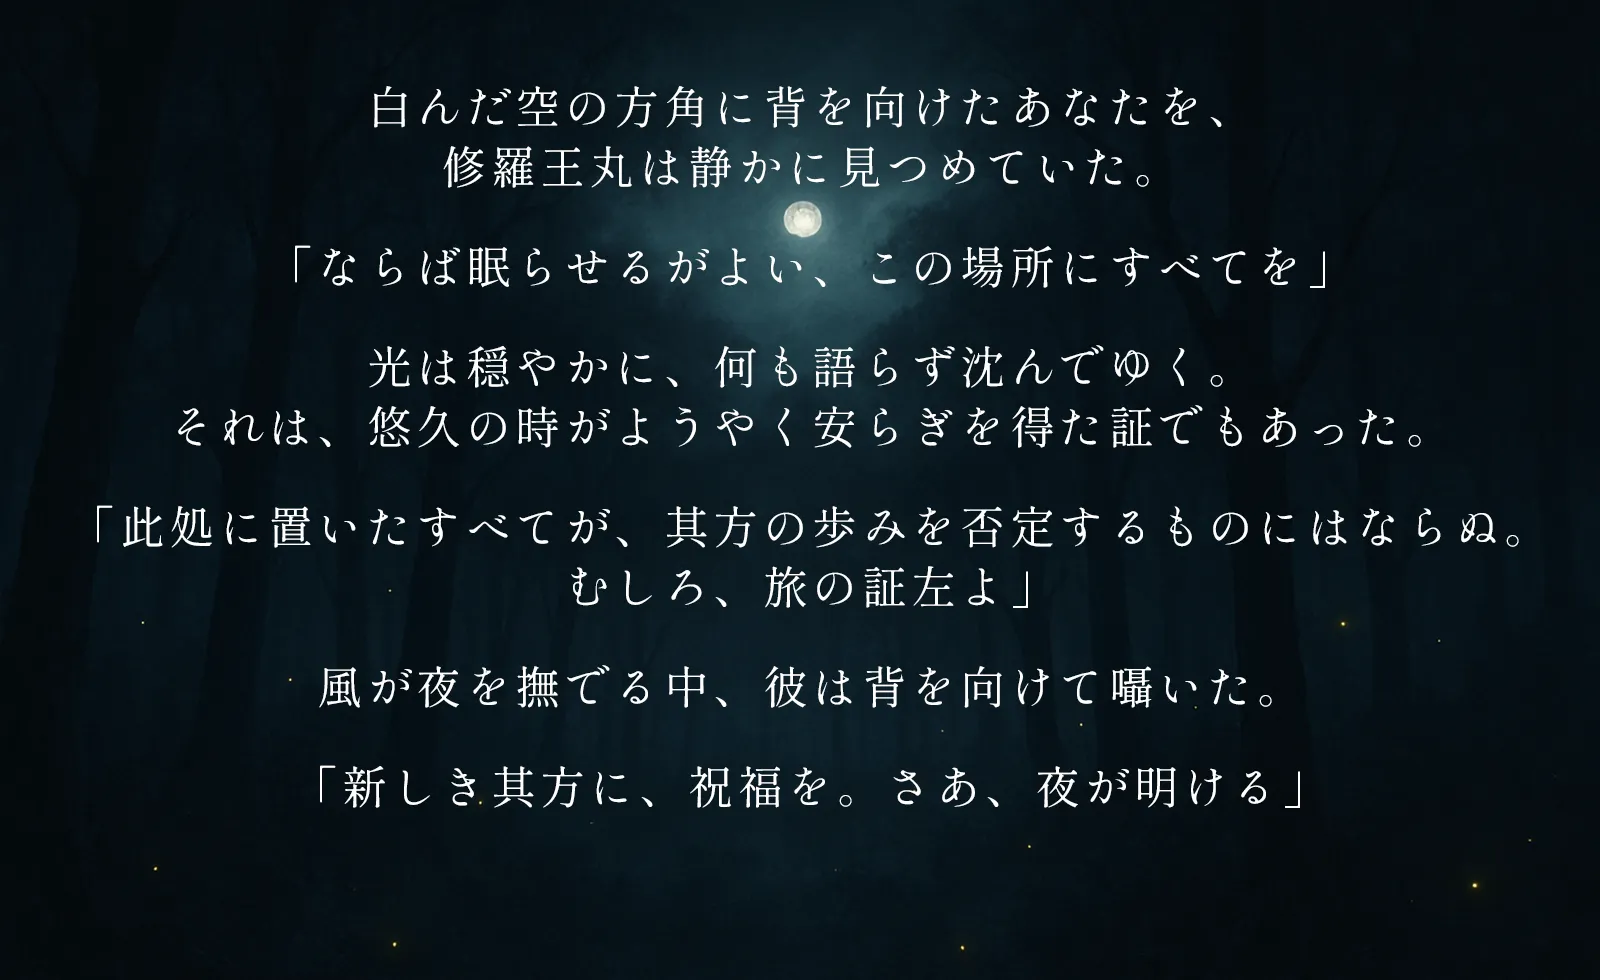 白んだ空の方角に背を向けたあなたを、
修羅王丸は静かに見つめていた。
「ならば眠らせるがよい、この場所にすべてを」
光は穏やかに、何も語らず沈んでゆく。
それは、悠久の時がようやく安らぎを得た証でもあった。
「此処に置いたすべてが、其方の歩みを否定するものにはならぬ。
むしろ、旅の証左よ」
風が夜を撫でる中、彼は背を向けて囁いた。
「新しき其方に、祝福を。さあ、夜が明ける」